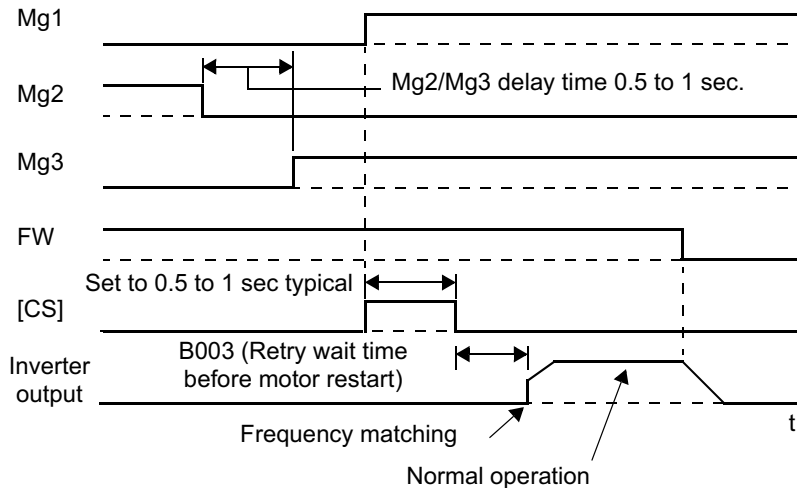 Mg1
Mg2
Mg2/Mg3 delay time 0.5 to 1 sec.
Mg3
FW
Set to 0.5 to 1 sec typical
[CS]
B003 (Retry wait time
before motor restart)
Inverter
output
t
Frequency matching
Normal operation